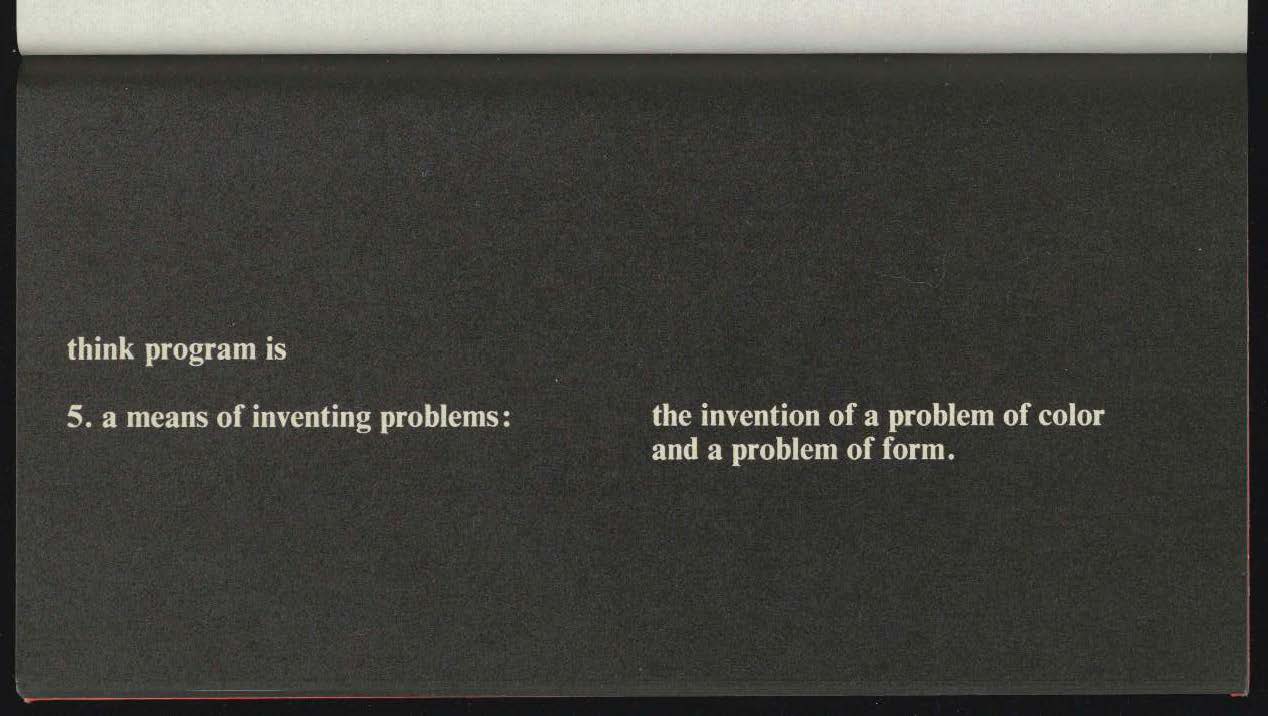 think program is
5. a means of inventing problems:
the invention of a problem of color
and a problem of form.